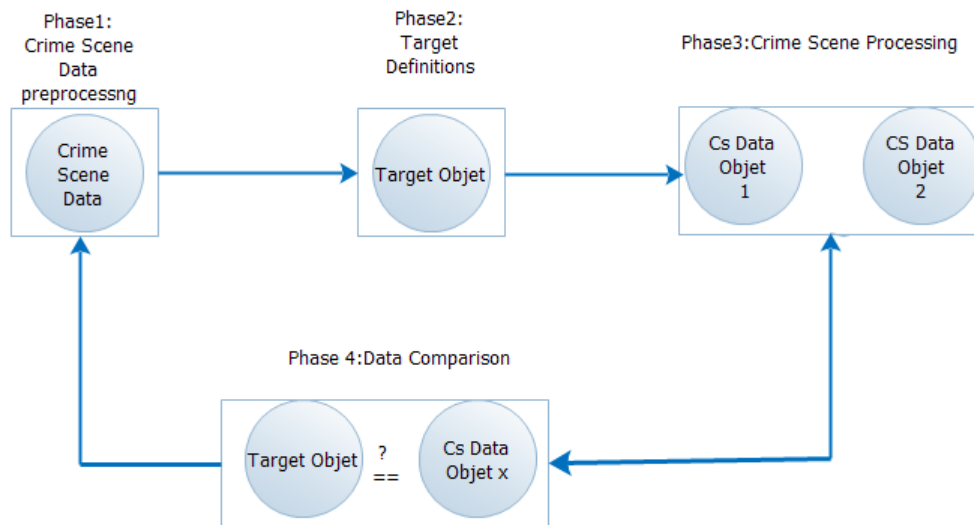 Phase1:
Crime Scene
Data
preprocessng
Phase2:
Target
Definitions
Phase3:Crime Scene Processing
Crime
Scene
Data
Target Objet
Cs Data
Objet
1
CS Data
Objet
2
Phase 4:Data Comparison
Target Objet
?
==
Cs Data
Objet x